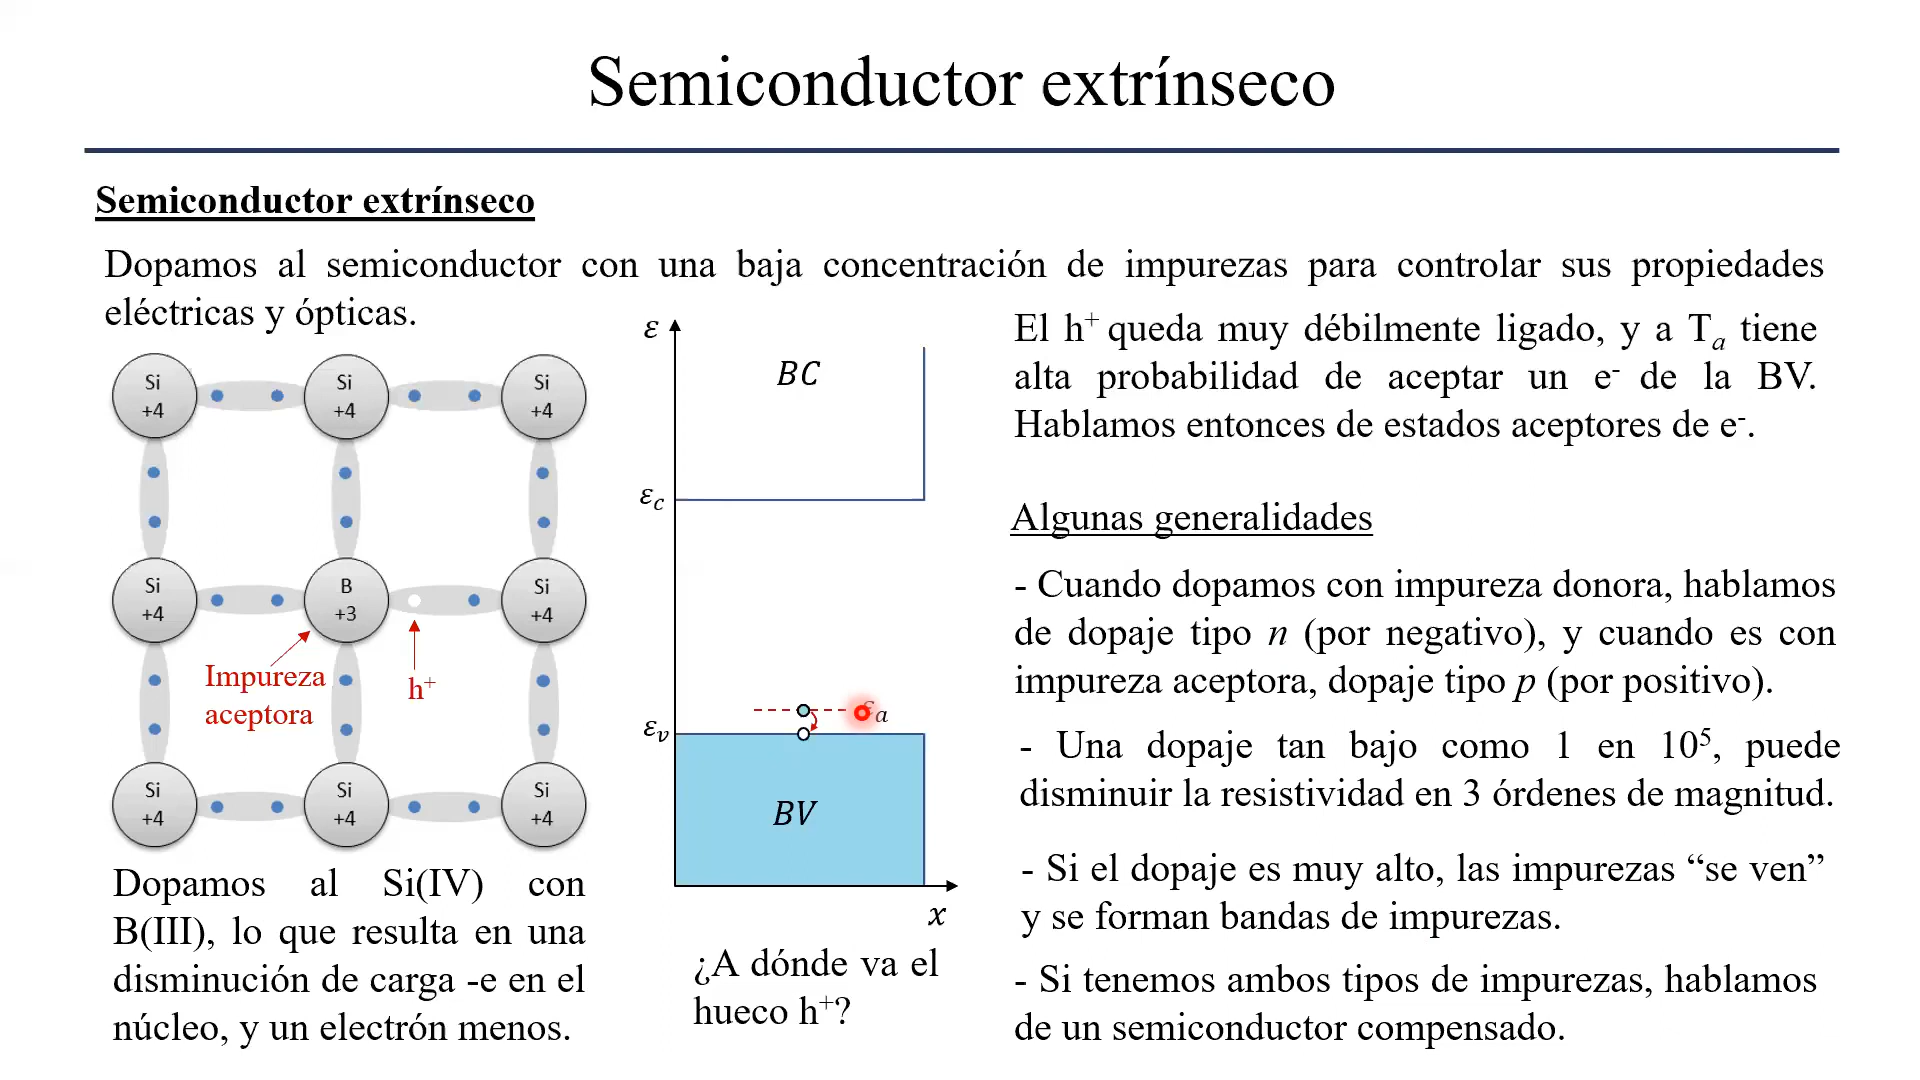 Semiconductor extrínseco
Semiconductor extrínseco
Dopamos al semiconductor con una baja concentración de impurezas para controlar sus propiedades
eléctricas y ópticas.
Si
+4
Si
+4
Si
+4
Si
+4
B
+3
Si
+4
Impureza
aceptora
h⁺
Si
+4
Si
+4
Si
+4
Dopamos al Si(IV) con
B(III), lo que resulta en una
disminución de carga -e en el
núcleo, y un electrón menos.
ε
BC
ε_c
ε_a
ε_v
BV
x
¿A dónde va el
hueco h⁺?
El h⁺ queda muy débilmente ligado, y a T_a tiene
alta probabilidad de aceptar un e⁻ de la BV.
Hablamos entonces de estados aceptores de e⁻.
Algunas generalidades
- Cuando dopamos con impureza donora, hablamos
de dopaje tipo n (por negativo), y cuando es con
impureza aceptora, dopaje tipo p (por positivo).
- Una dopaje tan bajo como 1 en 10⁵, puede
disminuir la resistividad en 3 órdenes de magnitud.
- Si el dopaje es muy alto, las impurezas “se ven”
y se forman bandas de impurezas.
- Si tenemos ambos tipos de impurezas, hablamos
de un semiconductor compensado.